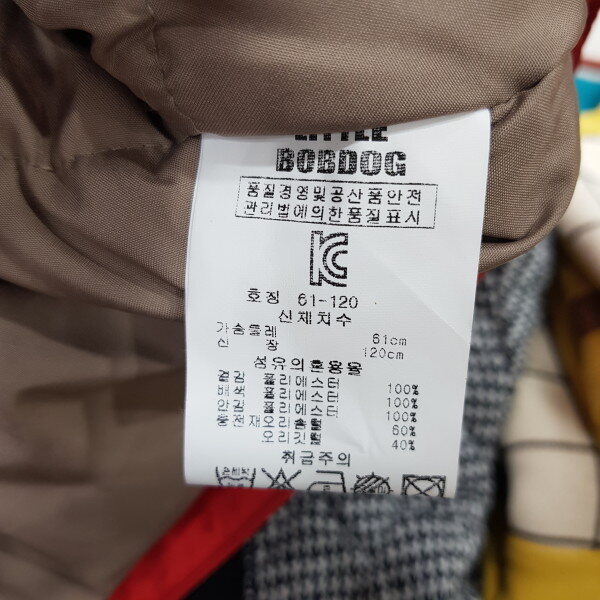 LITTLE
BOBDOG
품질경영및공산품안전
관리법에의한품질표시
호칭 61-120
신체치수
가슴둘레 61cm
신 장 120cm
섬유의혼용율
겉감 폴리에스터 100%
배색 폴리에스터 100%
안감 폴리에스터 100%
충전재오리솜털 60%
오리깃털 40%
취급주의